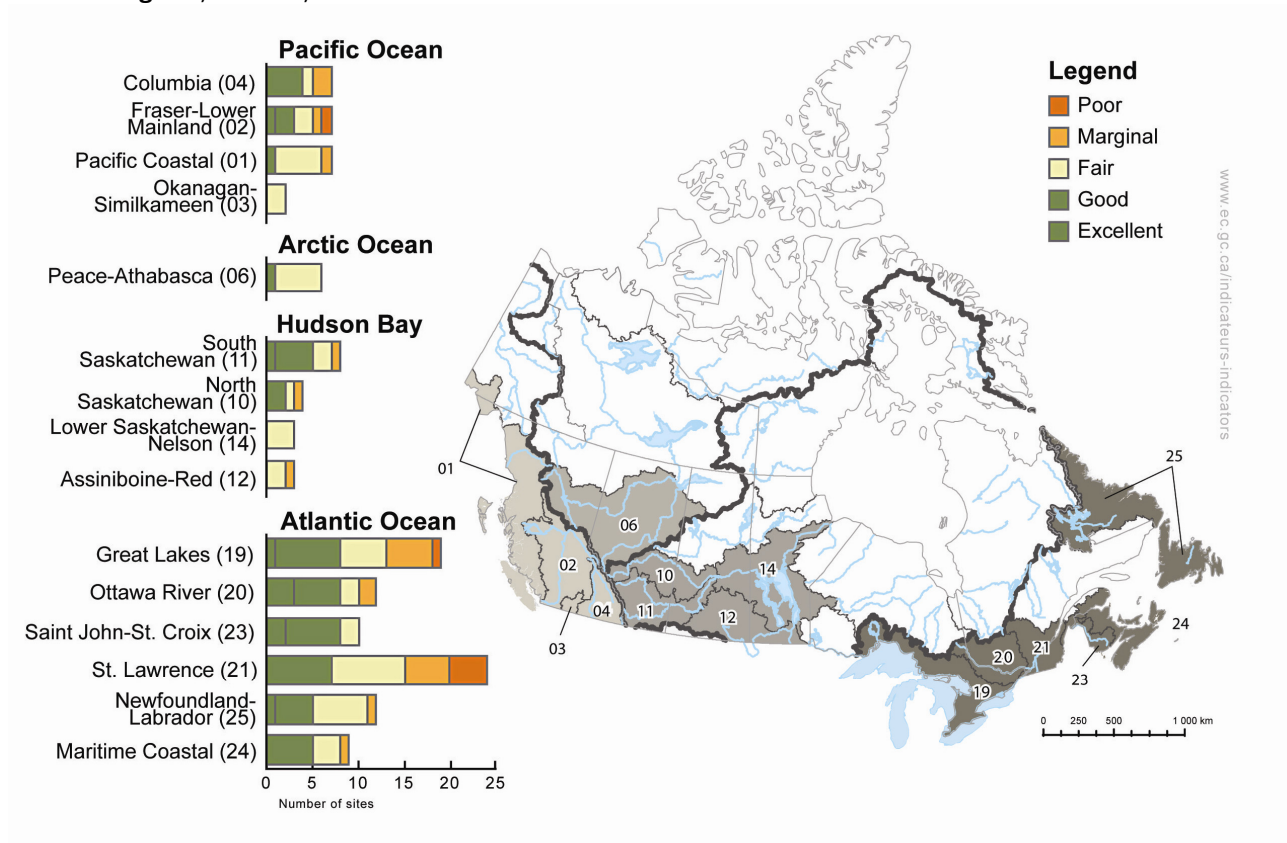 Pacific Ocean
Columbia (04)
Fraser-Lower
Mainland (02)
Pacific Coastal (01)
Okanagan-
Similkameen (03)
Arctic Ocean
Peace-Athabasca (06)
Hudson Bay
South
Saskatchewan (11)
North
Saskatchewan (10)
Lower Saskatchewan-
Nelson (14)
Assiniboine-Red (12)
Atlantic Ocean
Great Lakes (19)
Ottawa River (20)
Saint John-St. Croix (23)
St. Lawrence (21)
Newfoundland-
Labrador (25)
Maritime Coastal (24)
0 5 10 15 20 25
Number of sites
Legend
Poor
Marginal
Fair
Good
Excellent
www.ec.gc.ca/indicateurs-indicators
01
25
06
02
10
14
04
11
12
03
24
20
21
23
19
0 250 500 1 000 km